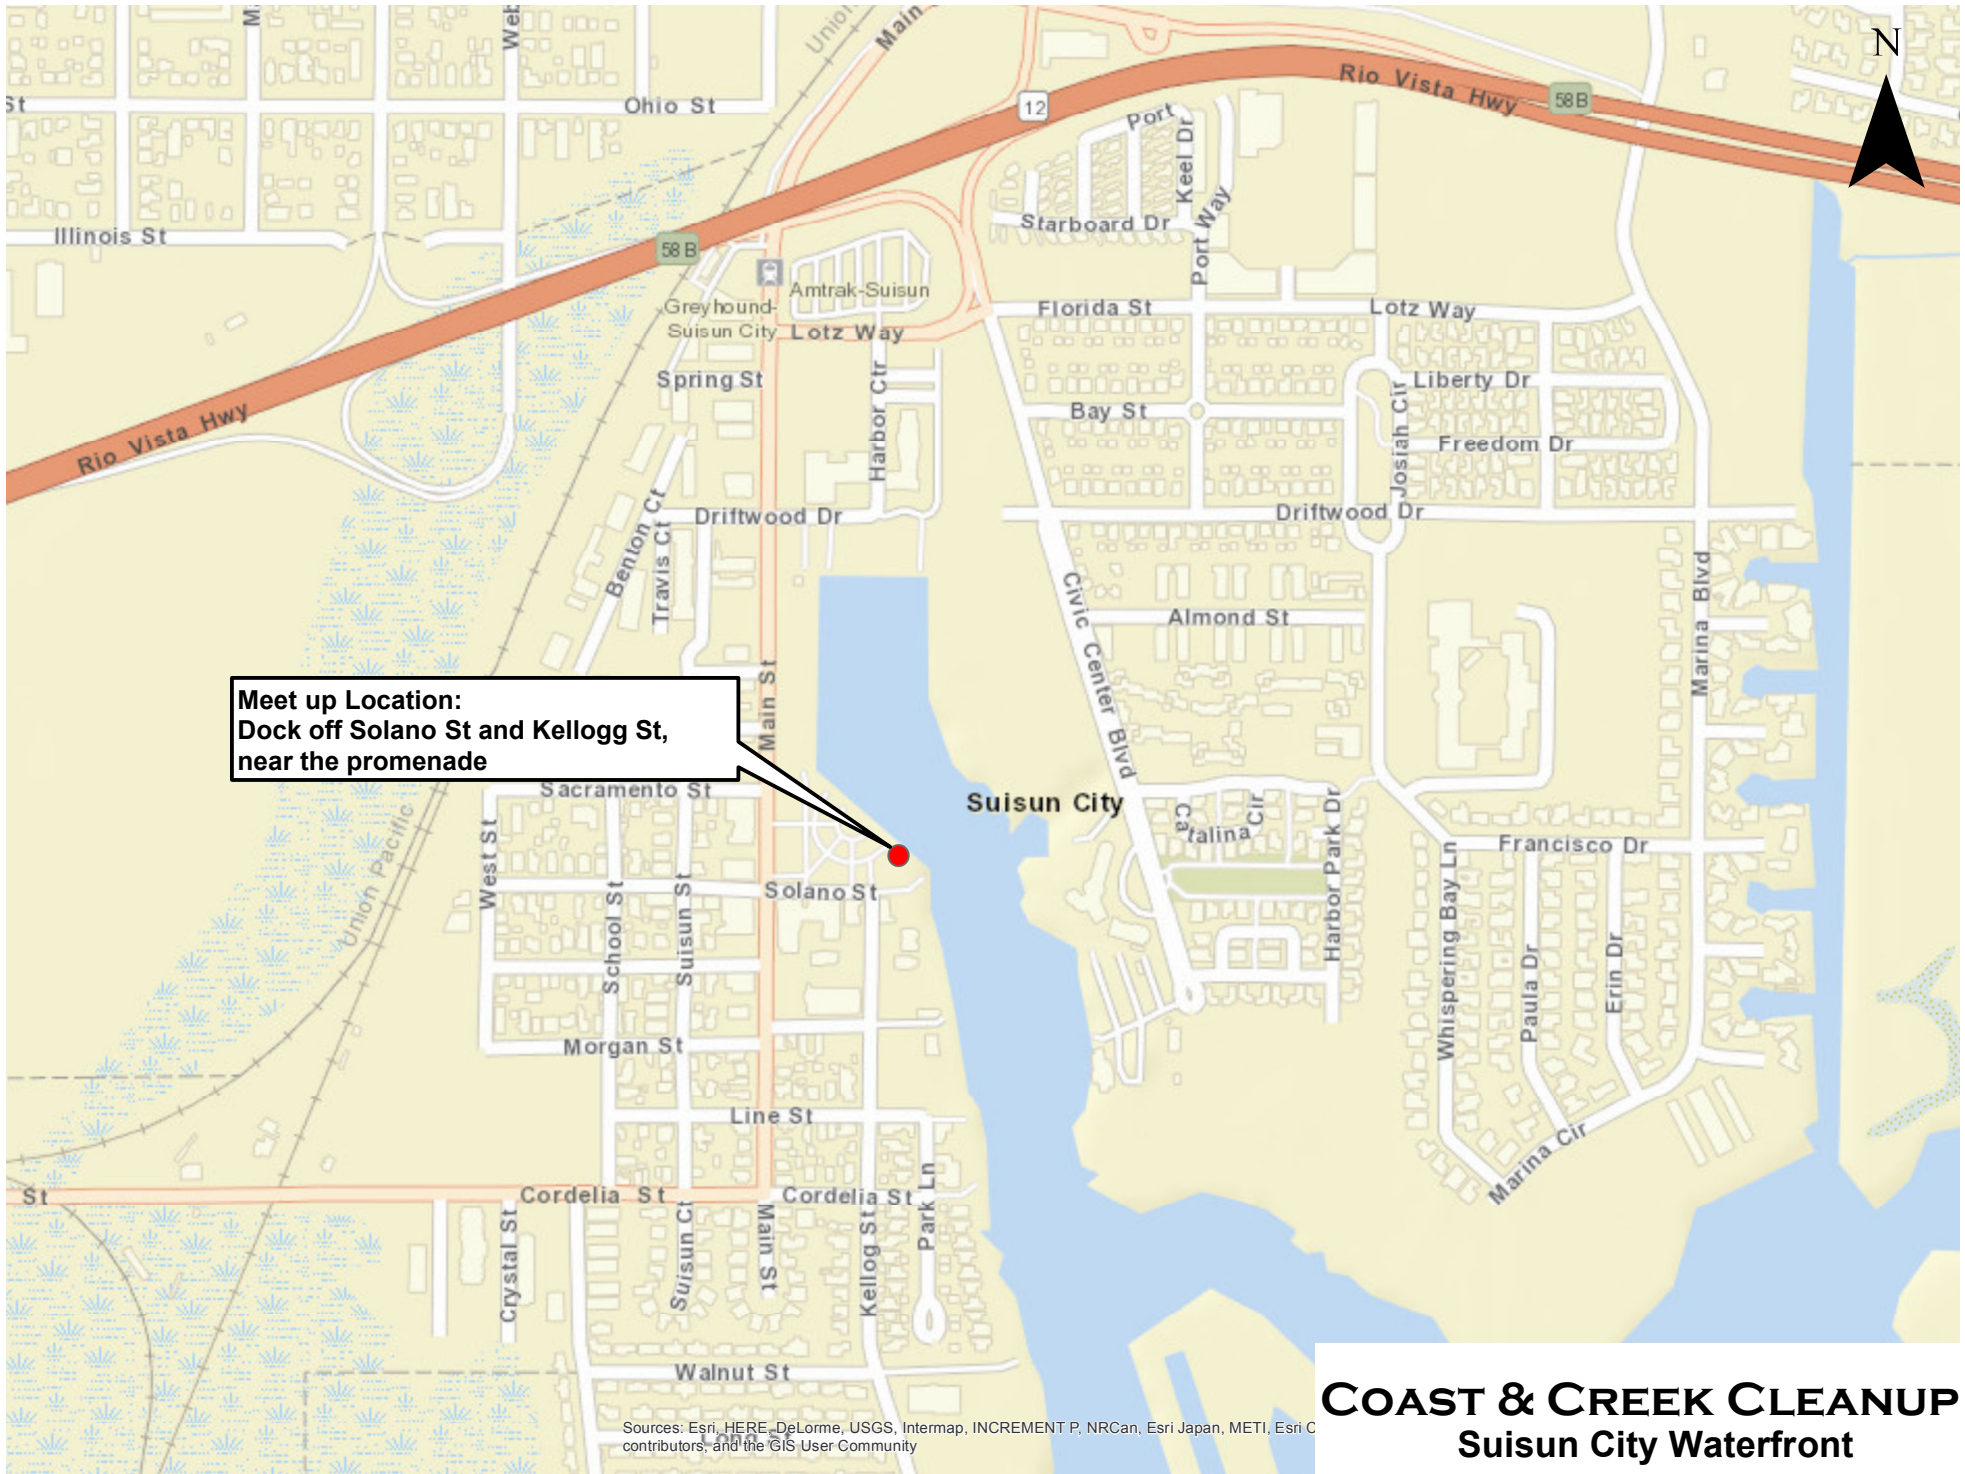 Union
Main
N
Ohio St
St
12
Rio Vista Hwy
58B
Port
Keel Dr
Starboard Dr
Port Way
Illinois St
58 B
Amtrak-Suisun
Greyhound-
Suisun City
Lotz Way
Florida St
Lotz Way
Spring St
Harbor Ctr
Bay St
Josiah Cir
Liberty Dr
Freedom Dr
Rio Vista Hwy
Benton Ct
Travis Ct
Driftwood Dr
Driftwood Dr
Civic Center Blvd
Almond St
Marina Blvd
Main St
Meet up Location:
Dock off Solano St and Kellogg St,
near the promenade
Sacramento St
Suisun City
Catalina Cir
Harbor Park Dr
Francisco Dr
West St
Union Pacific
School St
Suisun St
Solano St
Whispering Bay Ln
Paula Dr
Erin Dr
Morgan St
Line St
Marina Cir
St
Cordelia St
Cordelia St
Park Ln
Crystal St
Suisun Ct
Main St
Kellog St
Walnut St
Long St
Sources: Esri, HERE, DeLorme, USGS, Intermap, INCREMENT P, NRCan, Esri Japan, METI, Esri C
contributors, and the GIS User Community
COAST & CREEK CLEANUP
Suisun City Waterfront